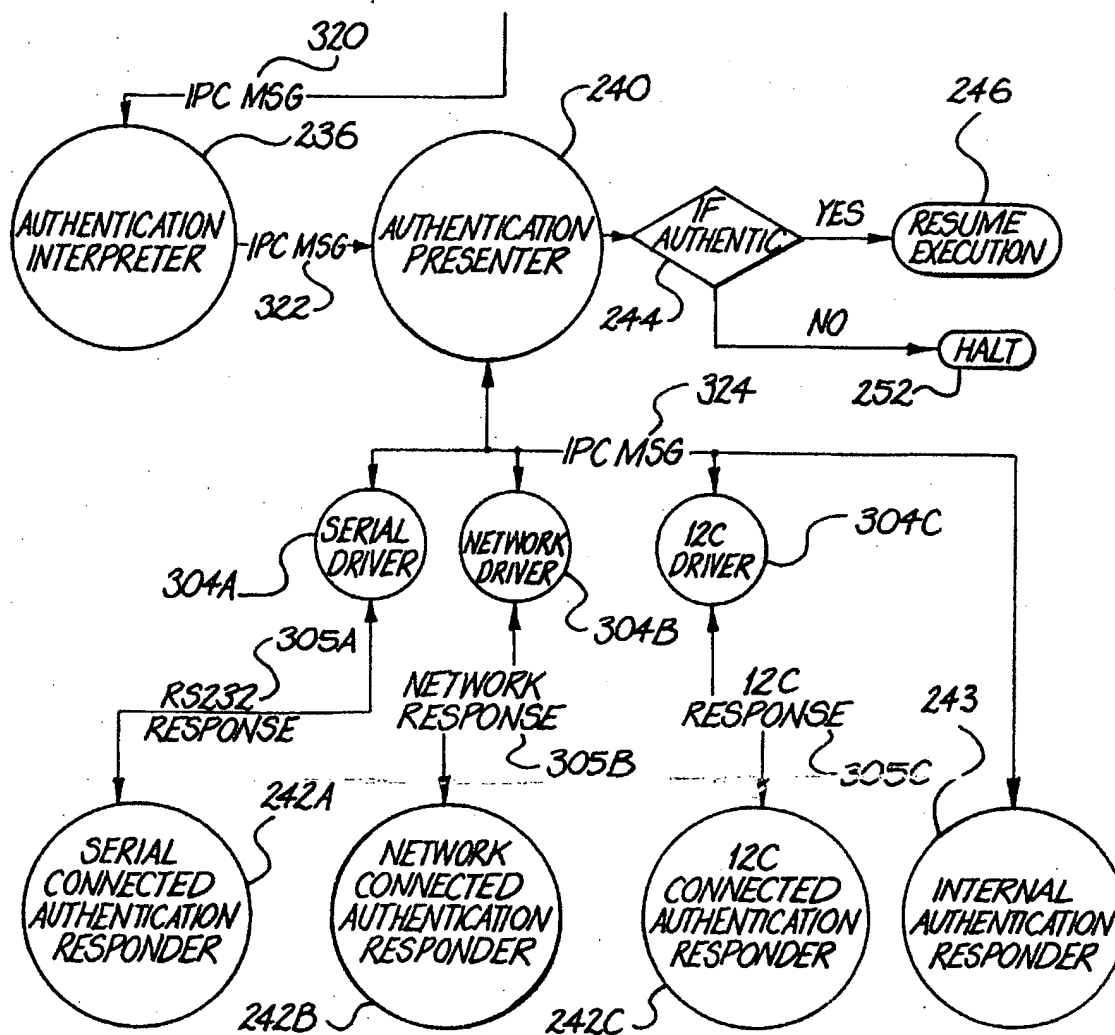 320
IPC MSG
236
240
246
AUTHENTICATION
INTERPRETER
IPC MSG
322
AUTHENTICATION
PRESENTER
IF
AUTHENTIC
244
YES
RESUME
EXECUTION
NO
HALT
252
324
IPC MSG
SERIAL
DRIVER
304A
NETWORK
DRIVER
304B
12C
DRIVER
304C
305A
RS232
RESPONSE
NETWORK
RESPONSE
305B
12C
RESPONSE
305C
243
242A
SERIAL
CONNECTED
AUTHENTICATION
RESPONDER
NETWORK
CONNECTED
AUTHENTICATION
RESPONDER
242B
12C
CONNECTED
AUTHENTICATION
RESPONDER
242C
INTERNAL
AUTHENTICATION
RESPONDER